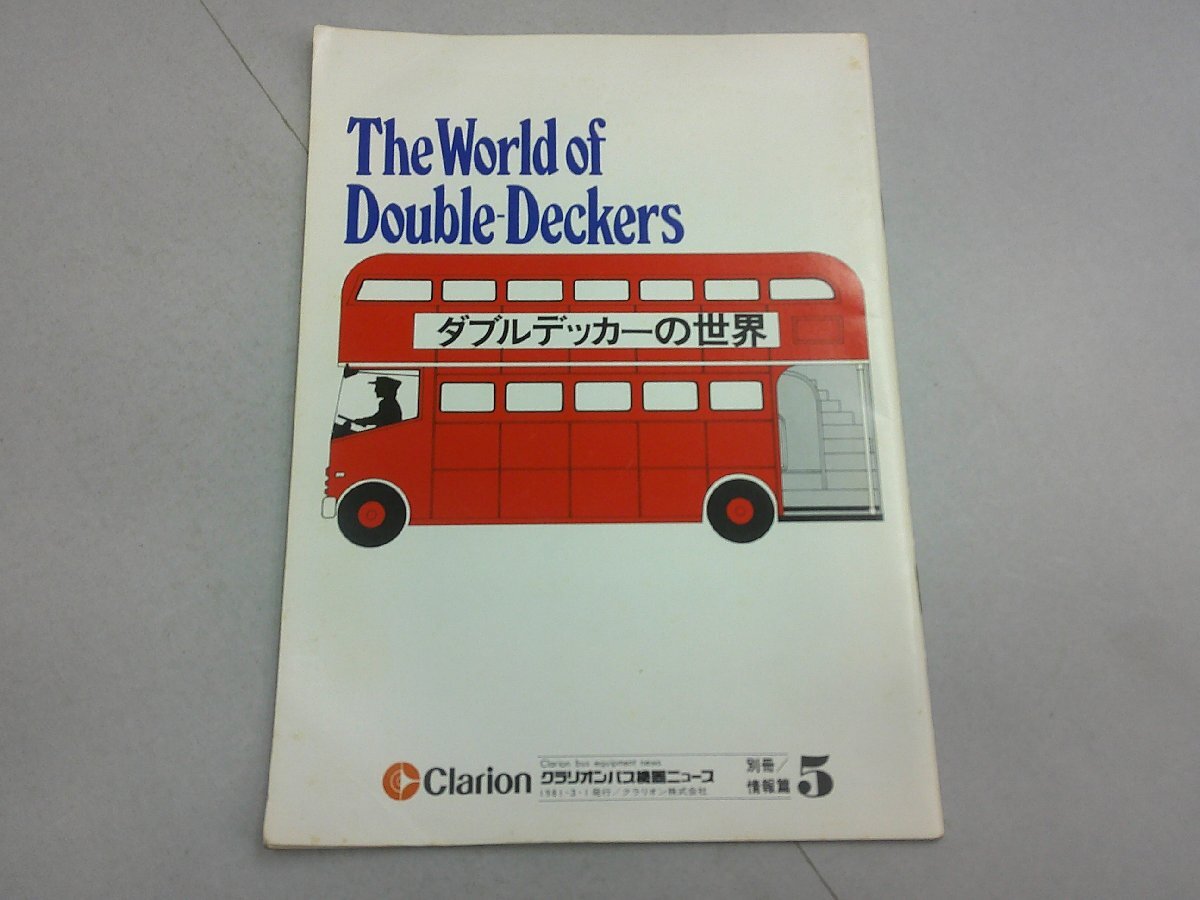 The World of
Double-Deckers
ダブルデッカーの世界
Clarion
Clarion bus equipment news
クラリオンバス機器ニュース
1981・3・1発行／クラリオン株式会社
別冊／
情報篇
5